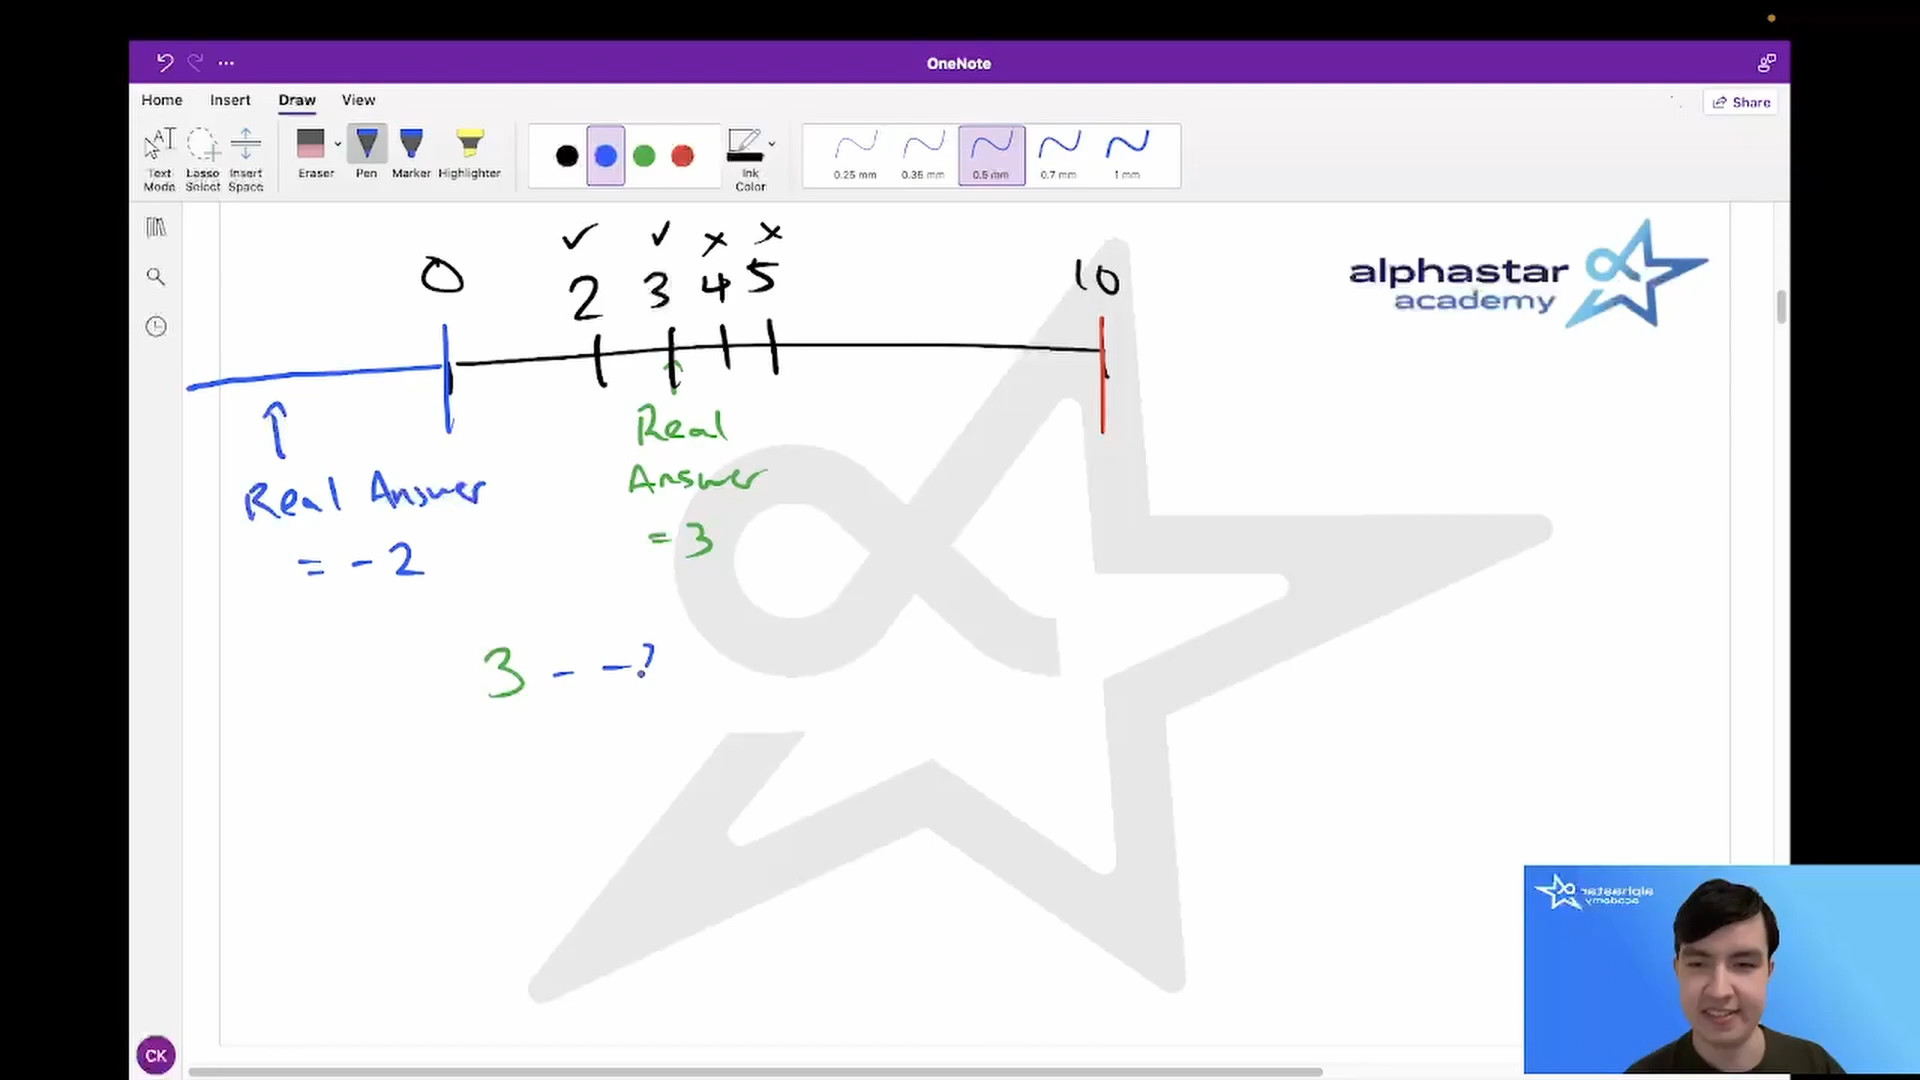 OneNote
Home Insert Draw View
Share
Text Mode
Lasso Select
Insert Space
Eraser
Pen
Marker
Highlighter
Ink Color
0.25 mm
0.35 mm
0.5 mm
0.7 mm
1 mm
✓ ✓ x x
0 2 3 4 5 10
alphastar
academy
Real Answer
= -2
Real
Answer
= 3
3 - -?
alphastar
academy
CK